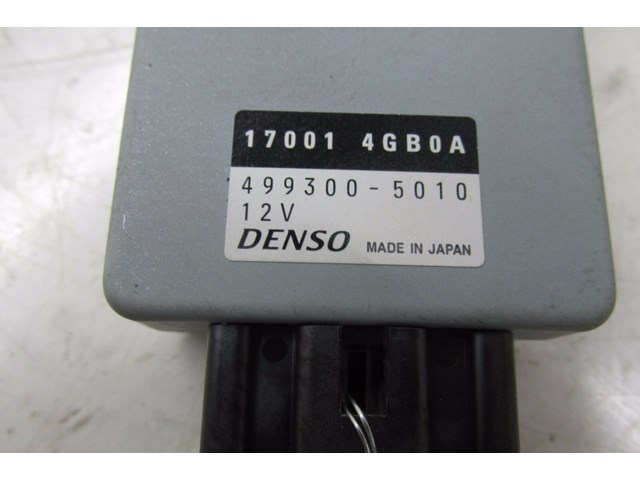 17001 4GB0A
499300-5010
12V
DENSO MADE IN JAPAN